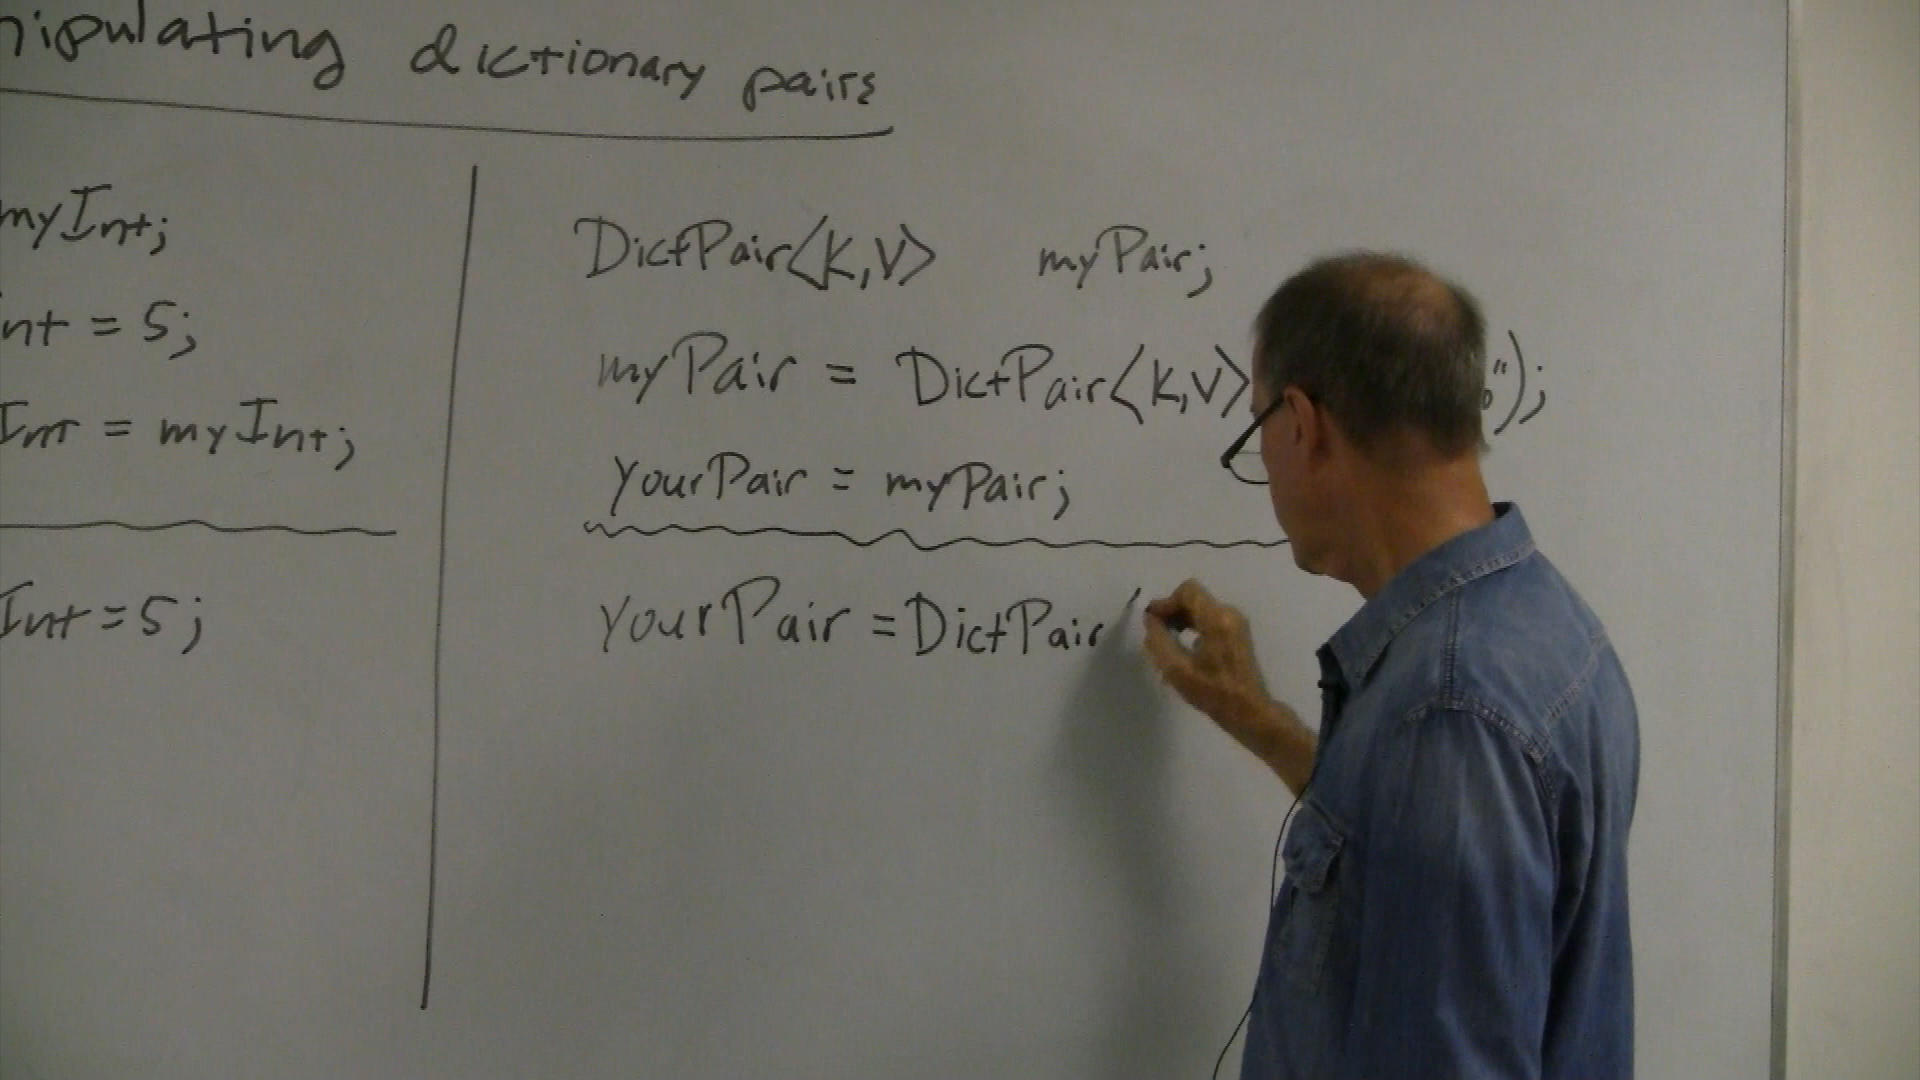 nipulating dictionary pairs
myInt;
nt = 5;
Int = myInt;
Int = 5;
DictPair<K,V> myPair;
myPair = DictPair<K,V> ");
yourPair = myPair;
yourPair = DictPair